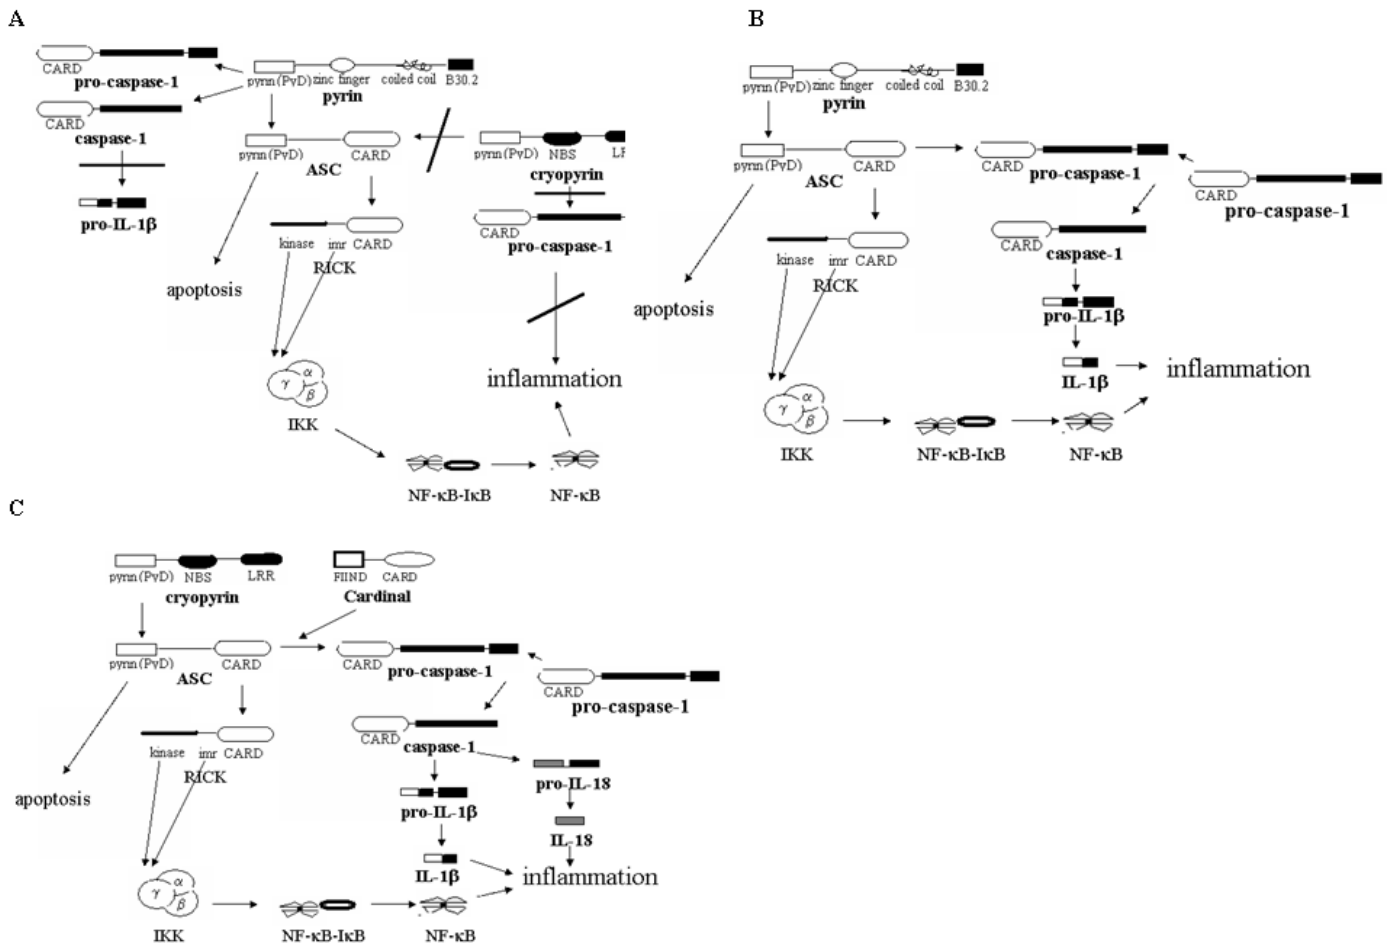 A
CARD
pro-caspase-1
pyrin(PyD) zinc finger coiled coil B30.2
pyrin
CARD
caspase-1
pro-IL-1β
pyrin(PyD) CARD
ASC
pyrin(PyD) NBS
cryopyrin
CARD
pro-caspase-1
kinase imr CARD
RICK
apoptosis
γ α β
IKK
inflammation
NF-κB-IκB
NF-κB
B
pyrin(PyD) zinc finger coiled coil B30.2
pyrin
pyrin(PyD) CARD
ASC
CARD
pro-caspase-1
CARD
pro-caspase-1
kinase imr CARD
RICK
CARD
caspase-1
apoptosis
pro-IL-1β
IL-1β
inflammation
γ α β
IKK
NF-κB-IκB
NF-κB
C
pyrin(PyD) NBS LRR
cryopyrin
FIIND CARD
Cardinal
pyrin(PyD) CARD
ASC
CARD
pro-caspase-1
CARD
pro-caspase-1
kinase imr CARD
RICK
CARD
caspase-1
apoptosis
pro-IL-1β
pro-IL-18
IL-1β
IL-18
inflammation
γ α β
IKK
NF-κB-IκB
NF-κB